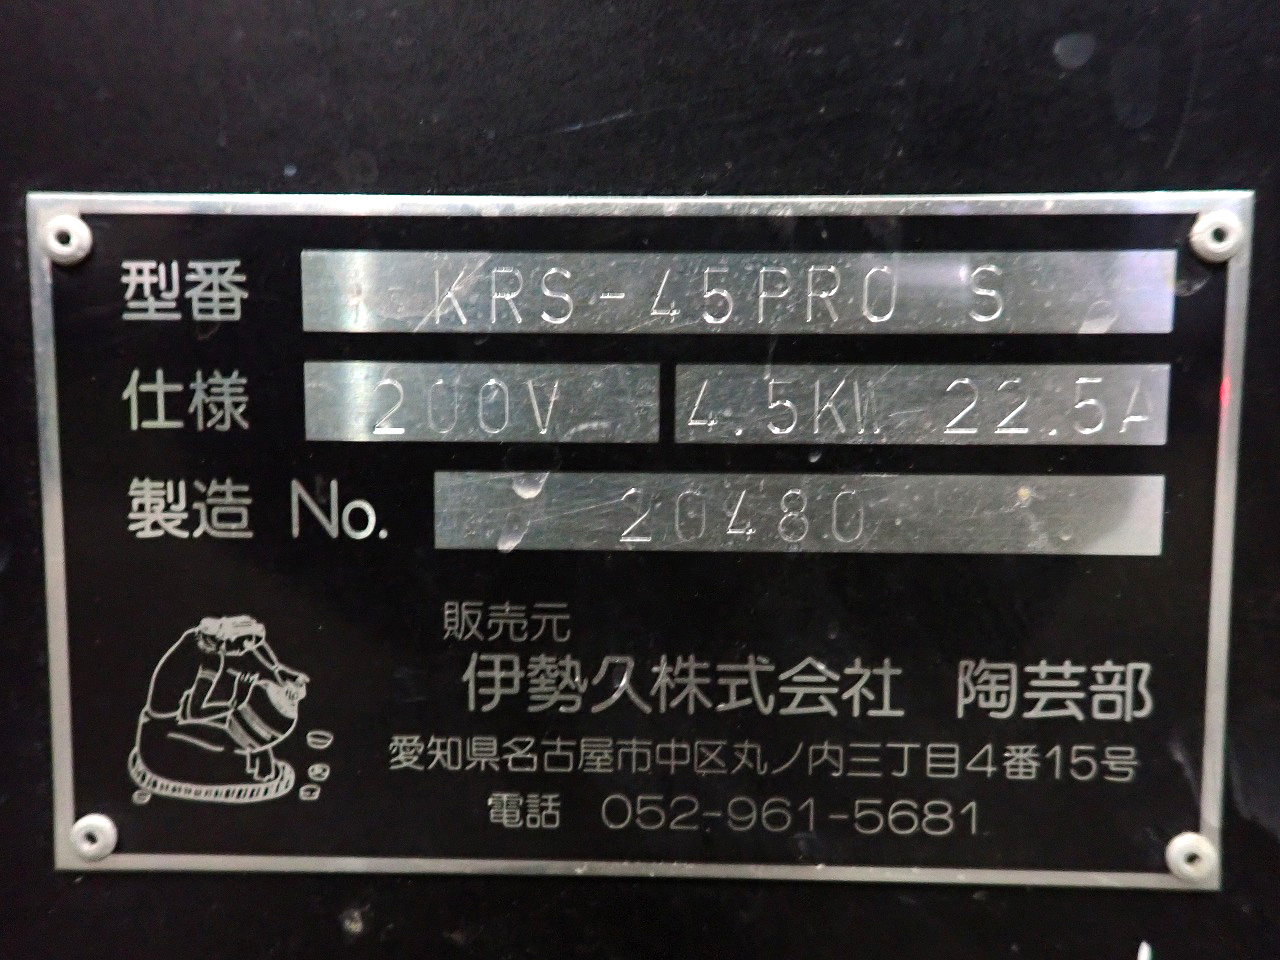 型番 KRS-45PRO S
仕様 200V 4.5KW 22.5A
製造 No. 20480
販売元
伊勢久株式会社 陶芸部
愛知県名古屋市中区丸ノ内三丁目4番15号
電話 052-961-5681